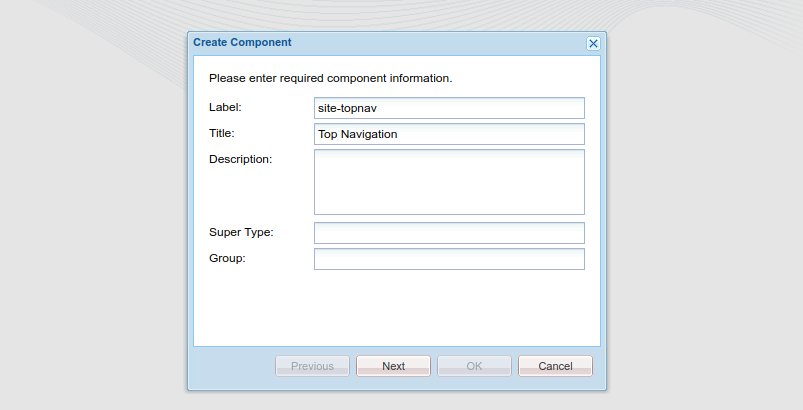 Create Component
Please enter required component information.
Label: site-topnav
Title: Top Navigation
Description:
Super Type:
Group:
Previous Next OK Cancel